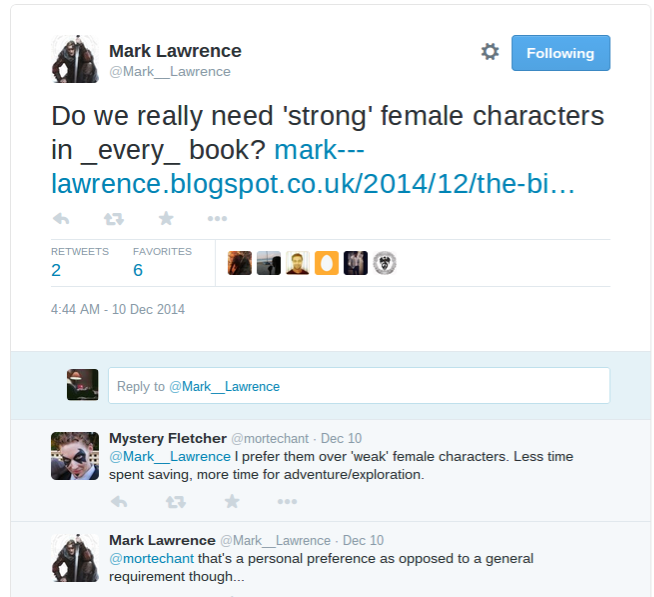 Mark Lawrence
@Mark__Lawrence
Following
Do we really need 'strong' female characters
in _every_ book? mark---
lawrence.blogspot.co.uk/2014/12/the-bi...
RETWEETS
2
FAVORITES
6
4:44 AM - 10 Dec 2014
Reply to @Mark__Lawrence
Mystery Fletcher @mortechant · Dec 10
@Mark__Lawrence I prefer them over 'weak' female characters. Less time
spent saving, more time for adventure/exploration.
Mark Lawrence @Mark__Lawrence · Dec 10
@mortechant that's a personal preference as opposed to a general
requirement though...